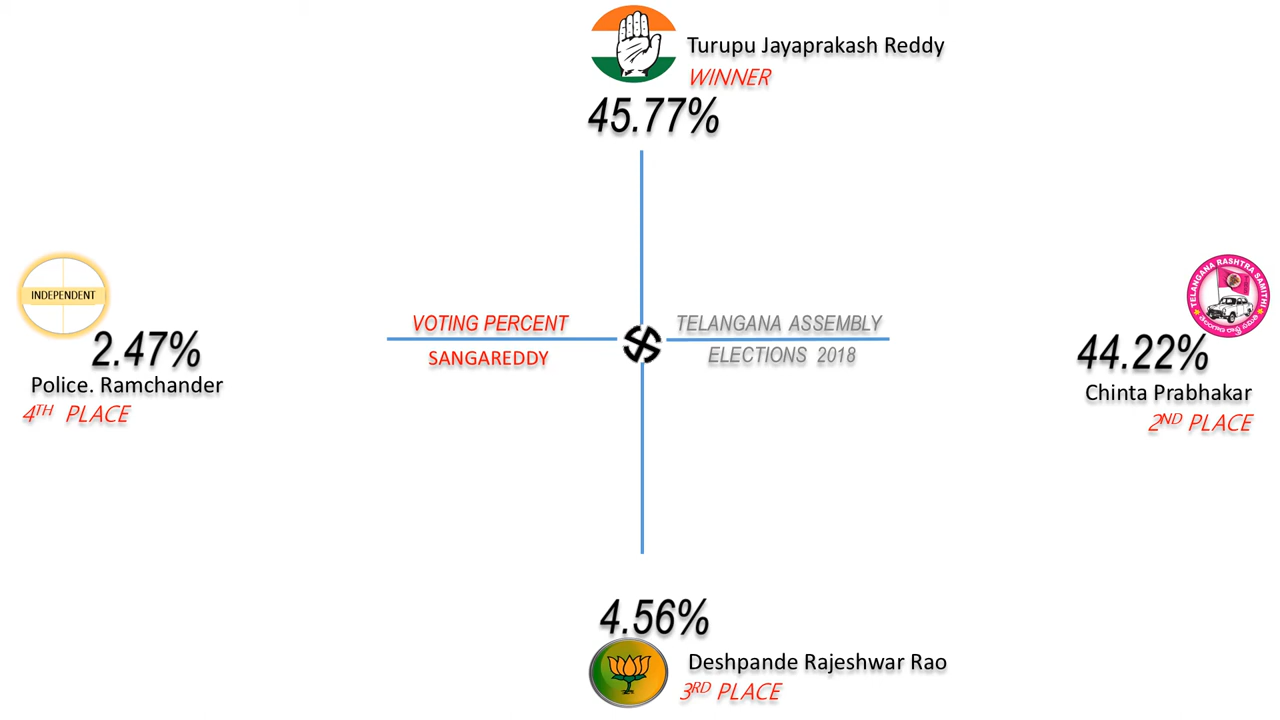 Turupu Jayaprakash Reddy
WINNER
45.77%
INDEPENDENT
2.47%
Police. Ramchander
4TH PLACE
VOTING PERCENT
SANGAREDDY
TELANGANA ASSEMBLY
ELECTIONS 2018
TELANGANA RASHTRA SAMITHI
తెలంగాణ రాష్ట్ర సమితి
44.22%
Chinta Prabhakar
2ND PLACE
4.56%
Deshpande Rajeshwar Rao
3RD PLACE